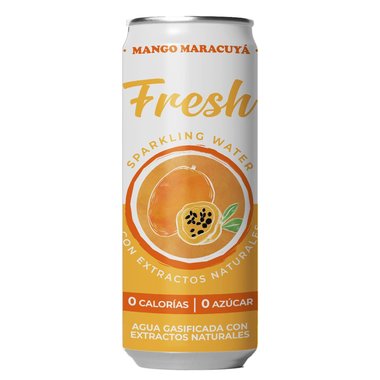 MANGO MARACUYÁ
Fresh
SPARKLING WATER
CON EXTRACTOS NATURALES
0 CALORÍAS | 0 AZÚCAR
AGUA GASIFICADA CON
EXTRACTOS NATURALES